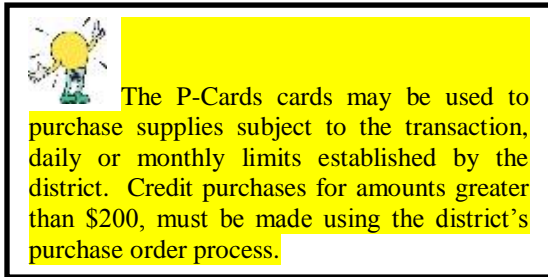 The P-Cards cards may be used to
purchase supplies subject to the transaction,
daily or monthly limits established by the
district. Credit purchases for amounts greater
than $200, must be made using the district's
purchase order process.